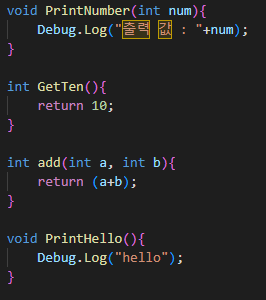 void PrintNumber(int num){
    Debug.Log("출력 값 : "+num);
}

int GetTen(){
    return 10;
}

int add(int a, int b){
    return (a+b);
}

void PrintHello(){
    Debug.Log("hello");
}